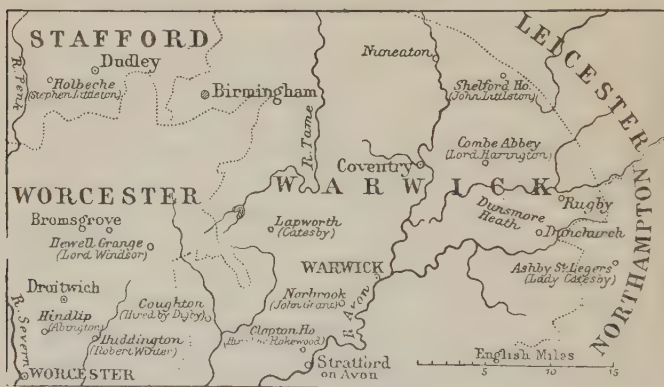 STAFFORD
Dudley
Holbeche
(Stephen Littleton)
R. Penk
Birmingham
R. Tame
Nuneaton
LEICESTER
Shelford Ho.
(John Littleton)
Combe Abbey
(Lord Harington)
Coventry
WARWICK
WORCESTER
Bromsgrove
Hewell Grange
(Lord Windsor)
Lapworth
(Catesby)
Dunsmore
Heath
Rugby
Dunchurch
NORTHAMPTON
WARWICK
Ashby St. Legers
(Lady Catesby)
Droitwich
Hindlip
(Abington)
Coughton
(Hired by Digby)
Norbrook
(John Grant)
R. Avon
Huddington
(Robert Winter)
Clopton Ho
Rokewood)
R. Severn
WORCESTER
Stratford
on Avon
English Miles
5 10 15